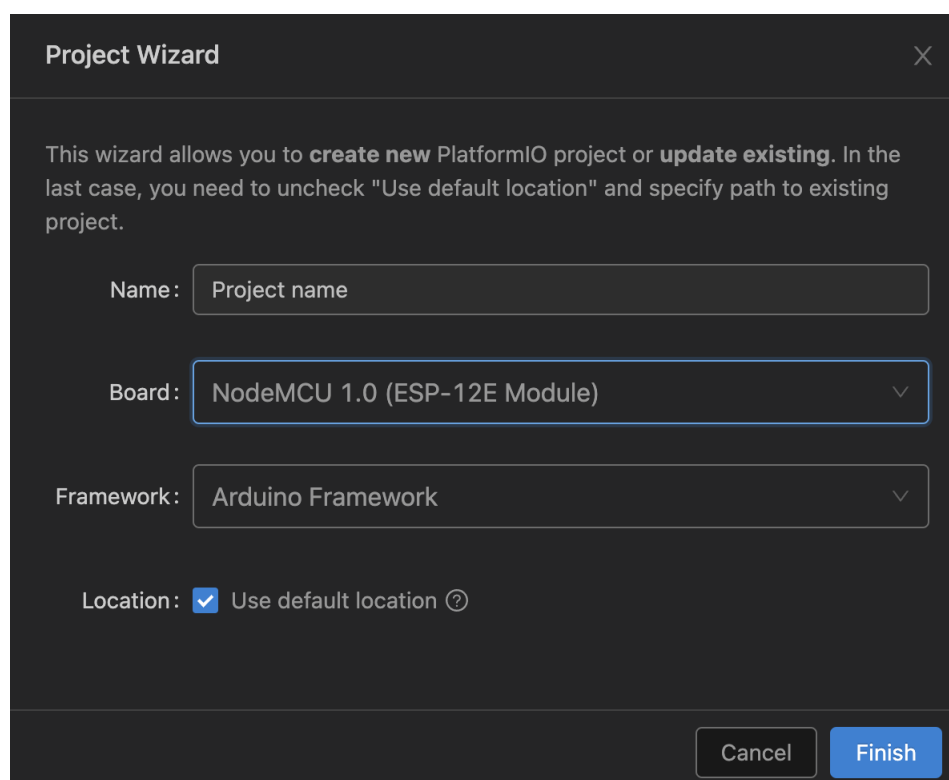 Project Wizard
This wizard allows you to create new PlatformIO project or update existing. In the
last case, you need to uncheck "Use default location" and specify path to existing
project.
Name: Project name
Board: NodeMCU 1.0 (ESP-12E Module)
Framework: Arduino Framework
Location: Use default location ?
Cancel Finish